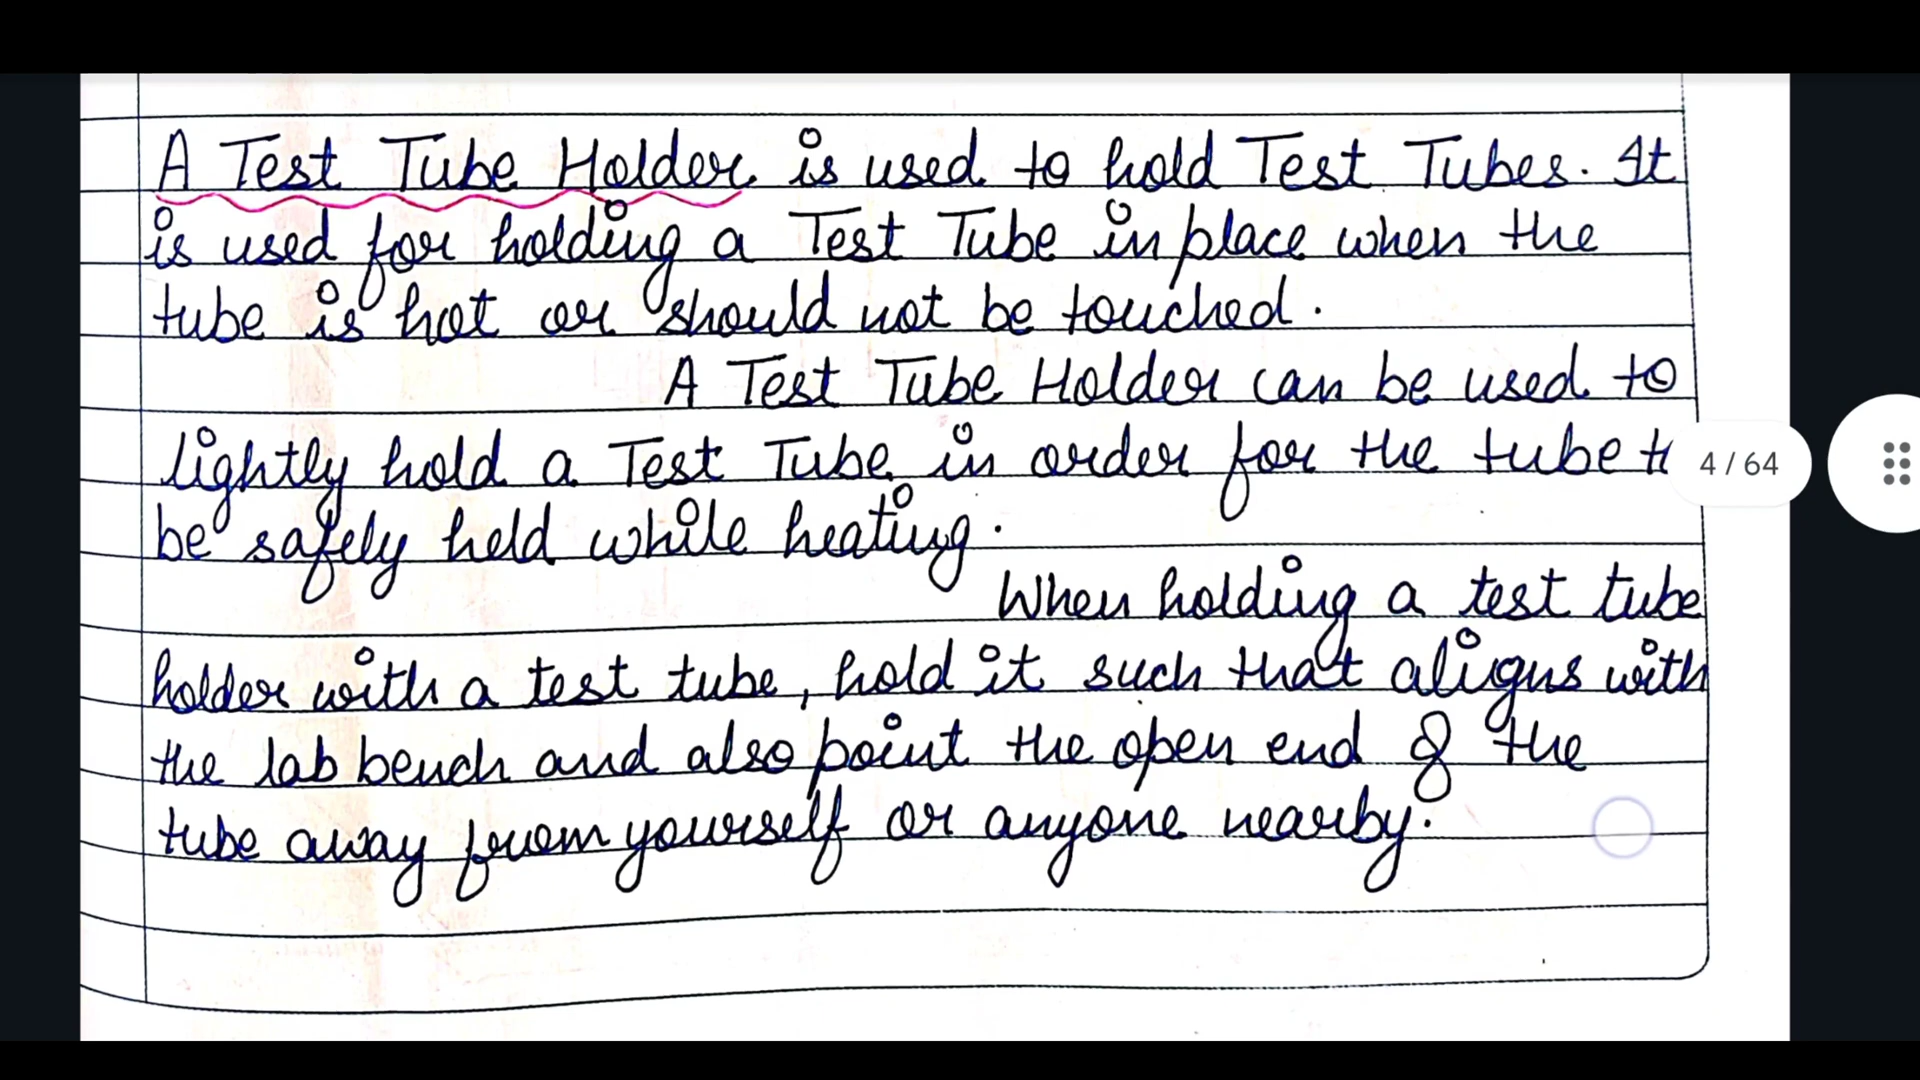 A Test Tube Holder is used to hold Test Tubes. It
is used for holding a Test Tube in place when the
tube is hot or should not be touched.
A Test Tube Holder can be used to
lightly hold a Test Tube in order for the tube t
be safely held while heating.
When holding a test tube
holder with a test tube, hold it such that aligns with
the lab bench and also point the open end of the
tube away from yourself or anyone nearby.
4 / 64